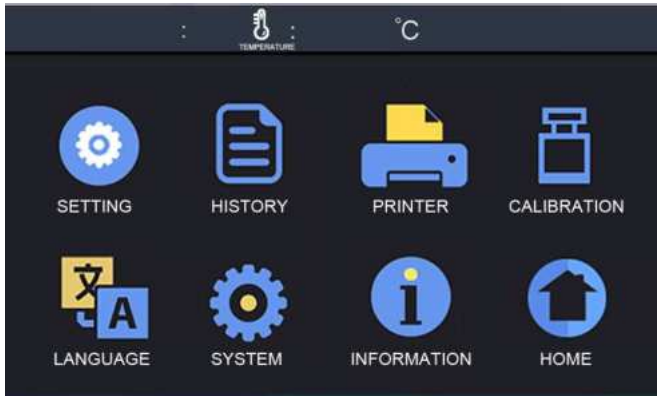 : TEMPERATURE : °C
SETTING HISTORY PRINTER CALIBRATION
文 A
LANGUAGE SYSTEM INFORMATION HOME